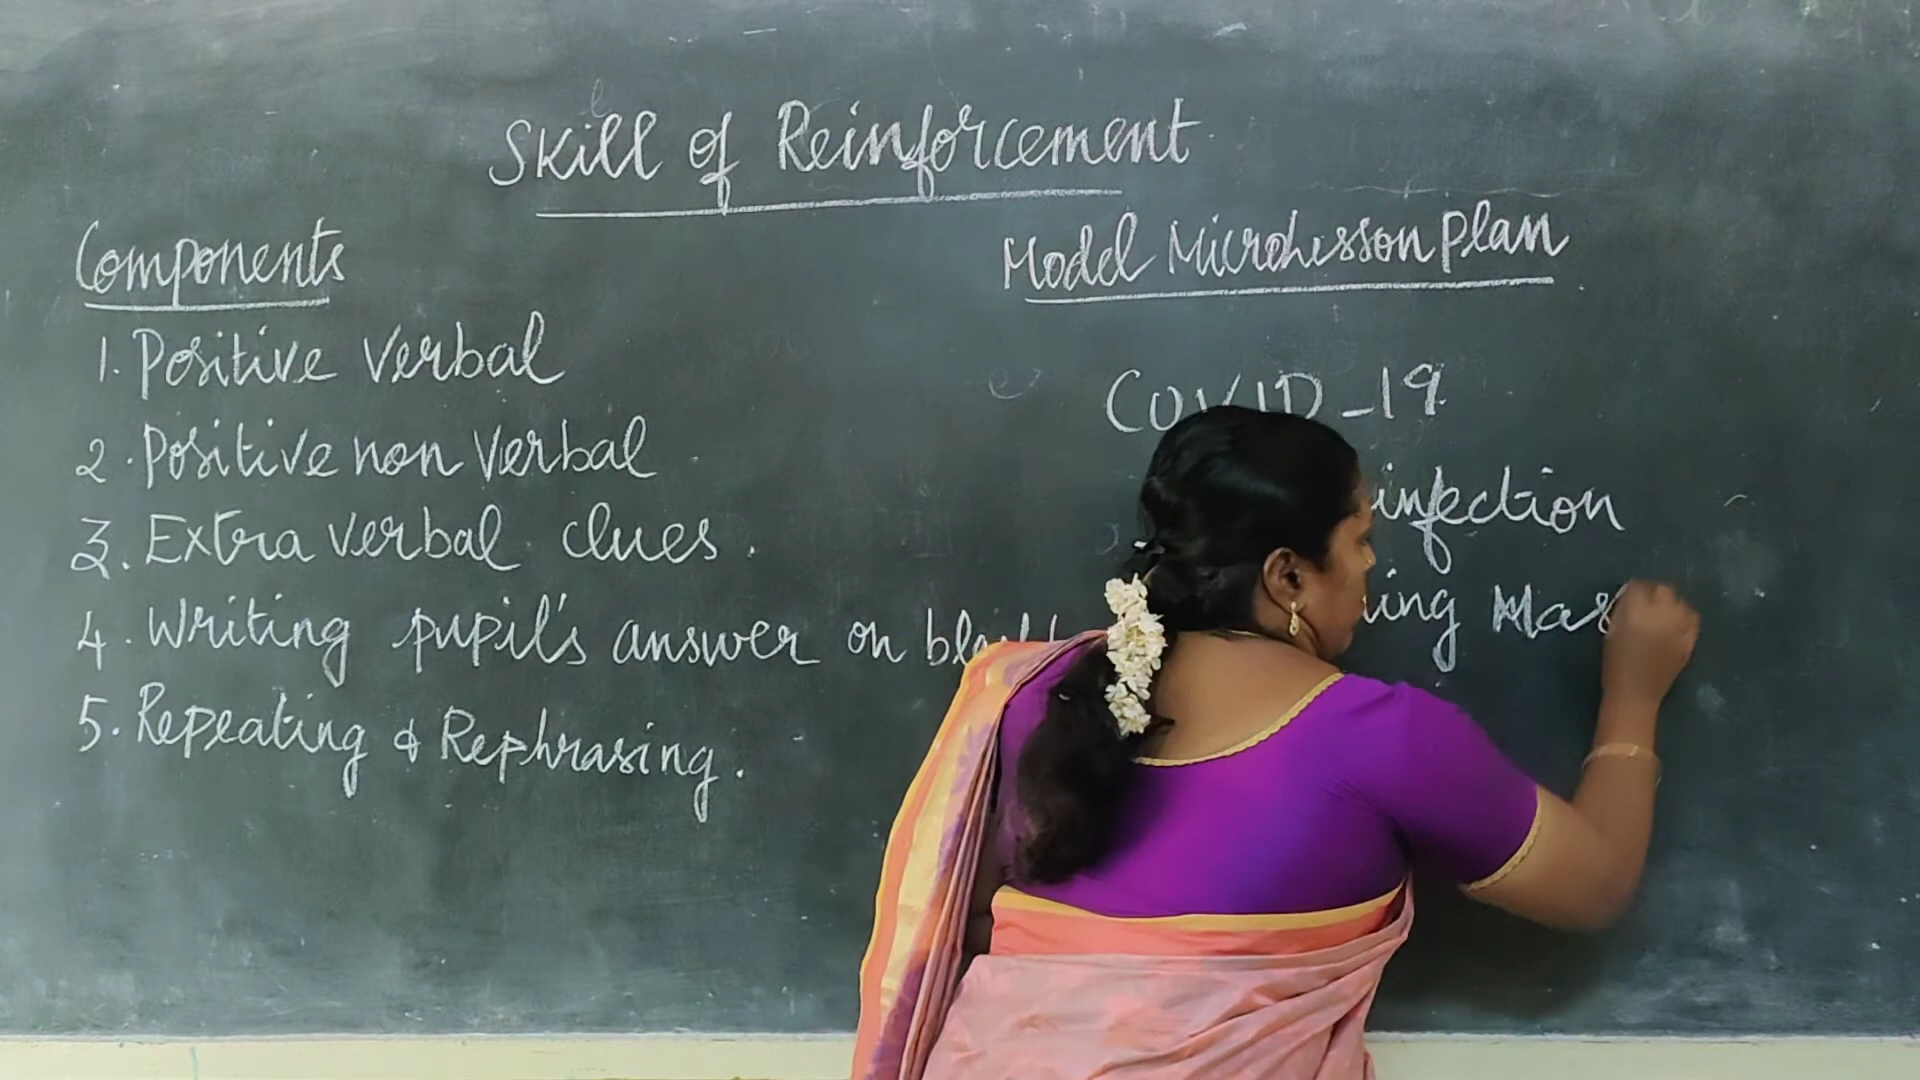 Skill of Reinforcement
Components
1. Positive Verbal
2. Positive non Verbal
3. Extra verbal clues.
4. Writing pupil's answer on
5. Repeating & Rephrasing.
Model Microlesson plan
COVID-19
infection